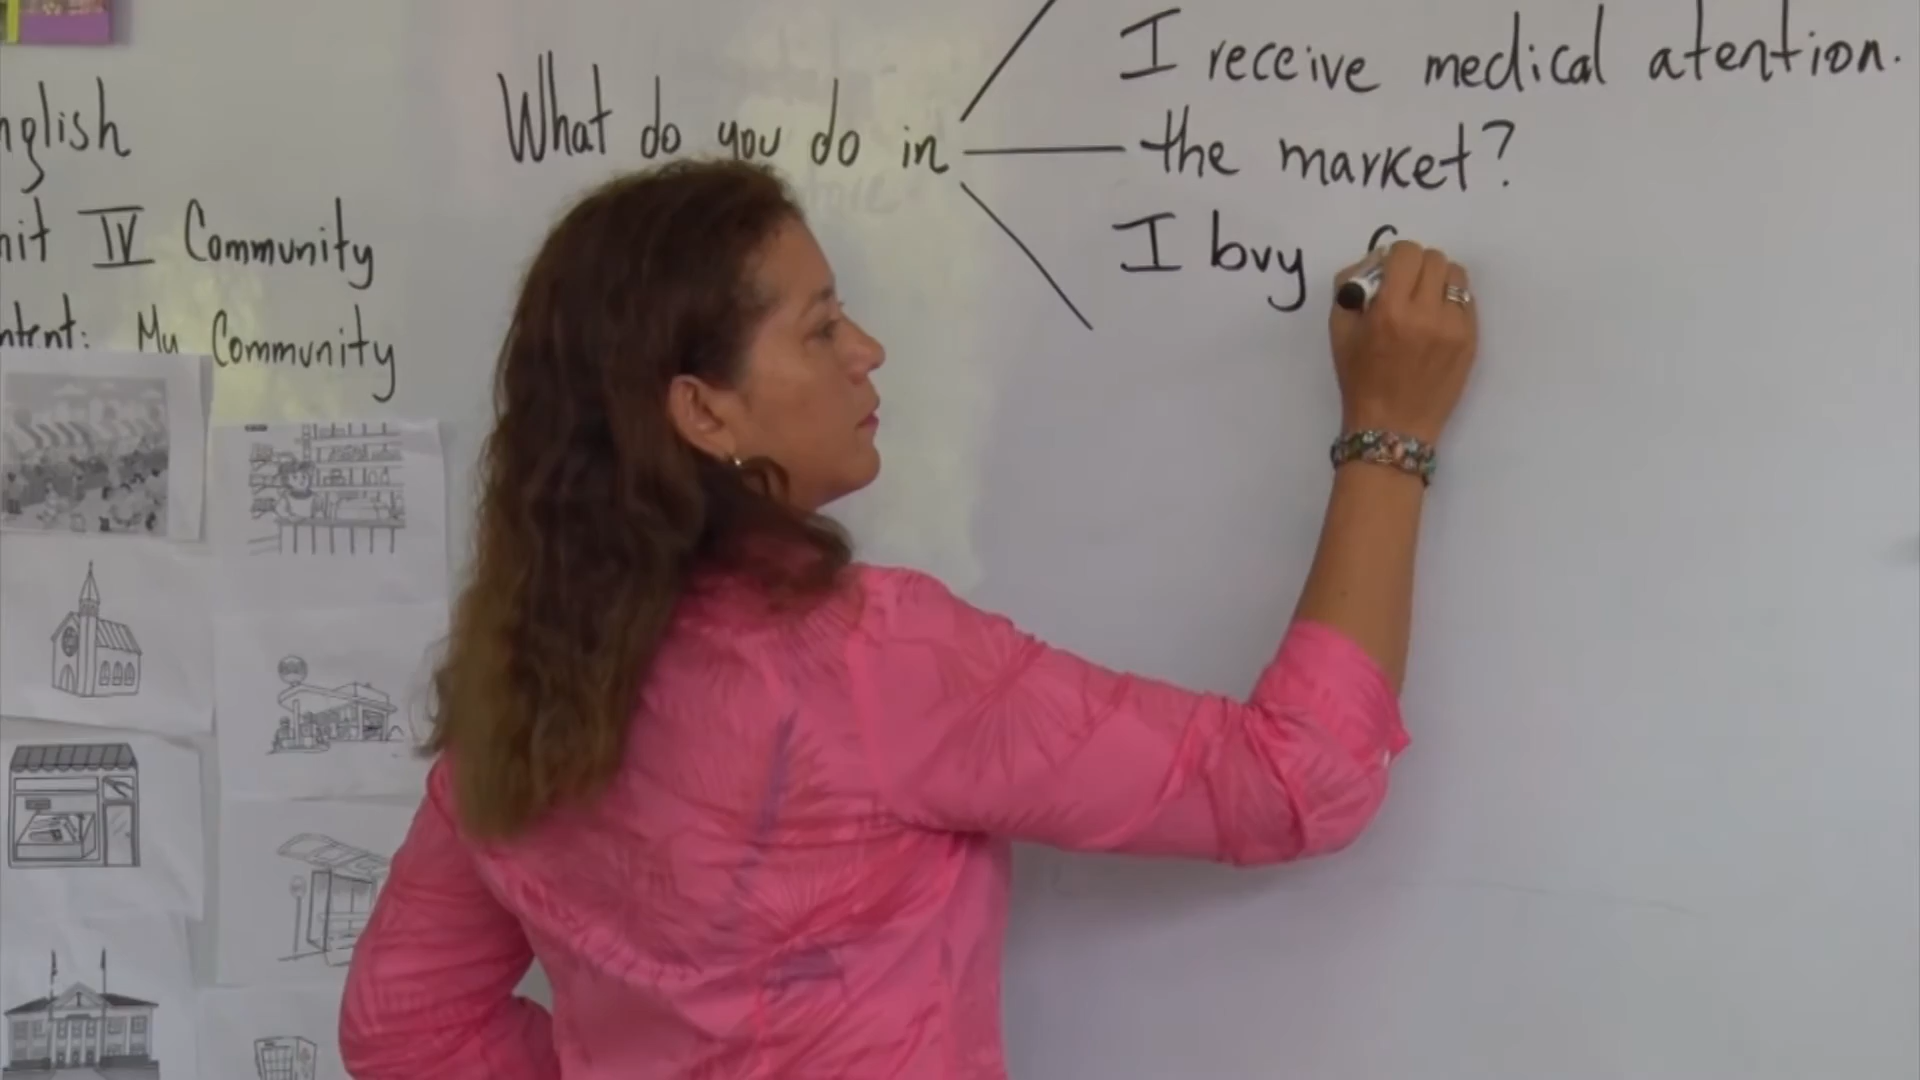 nglish
nit IV Community
ntent: My Community
What do you do in
I receive medical atention.
the market?
I buy